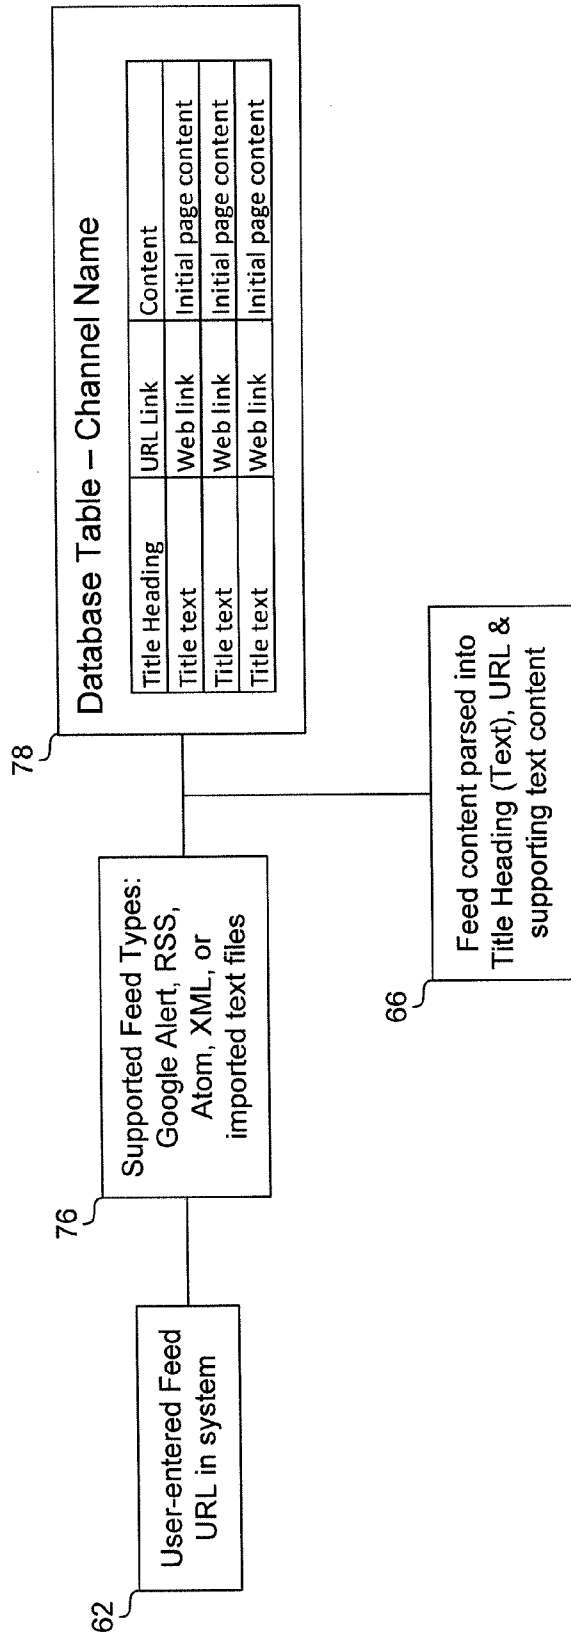 62
User-entered Feed
URL in system
76
Supported Feed Types:
Google Alert, RSS,
Atom, XML, or
imported text files
78
Database Table – Channel Name
Title Heading URL Link Content
Title text Web link Initial page content
Title text Web link Initial page content
Title text Web link Initial page content
66
Feed content parsed into
Title Heading (Text), URL &
supporting text content